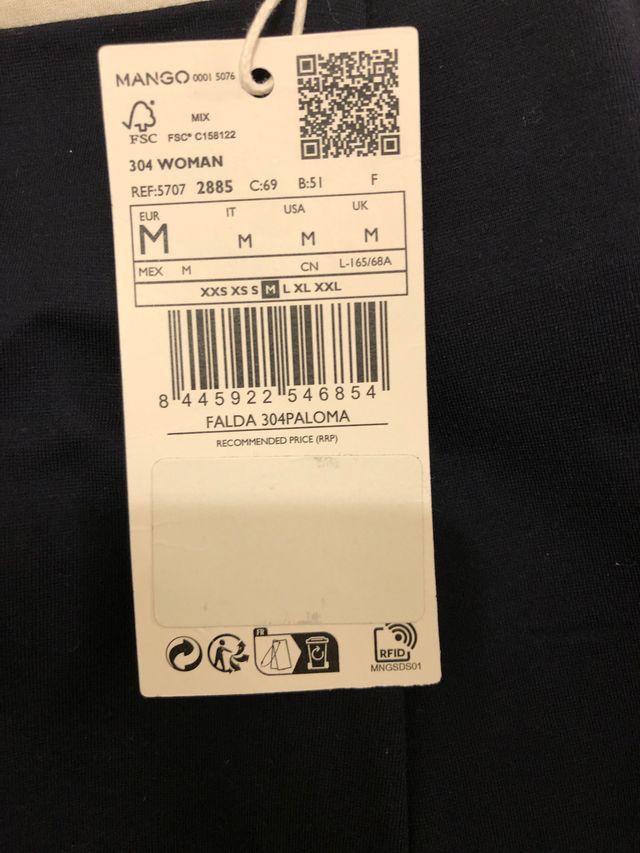 MANGO 0001 5076
MIX
FSC
FSC® C158122
304 WOMAN
REF:5707 2885 C:69 B:51 F
EUR IT USA UK
M M M M
MEX M CN L-165/68A
XXS XS S M L XL XXL
8 445922 546854
FALDA 304PALOMA
RECOMMENDED PRICE (RRP)
FR
RFID
MNGSDS01